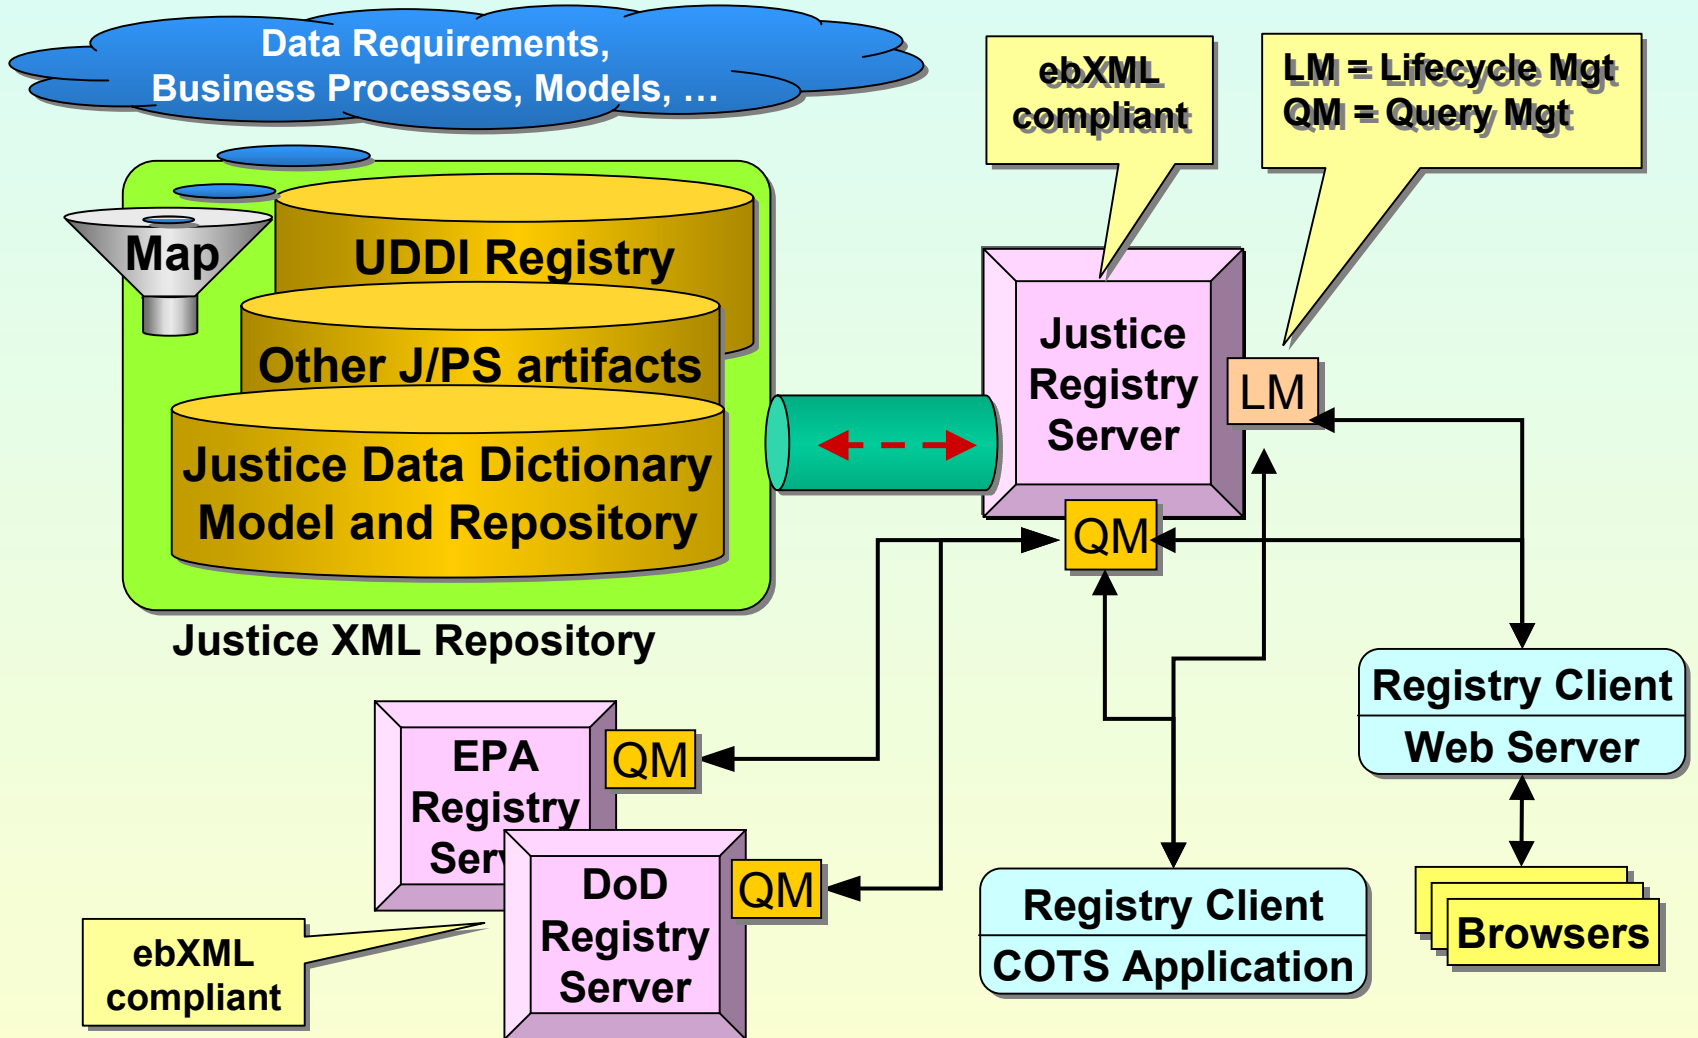 Data Requirements,
Business Processes, Models, …
ebXML
compliant
LM = Lifecycle Mgt
QM = Query Mgt
Map
UDDI Registry
Other J/PS artifacts
Justice Data Dictionary
Model and Repository
Justice XML Repository
Justice
Registry
Server
LM
QM
EPA
Registry
Serv
QM
DoD
Registry
Server
QM
ebXML
compliant
Registry Client
COTS Application
Registry Client
Web Server
Browsers